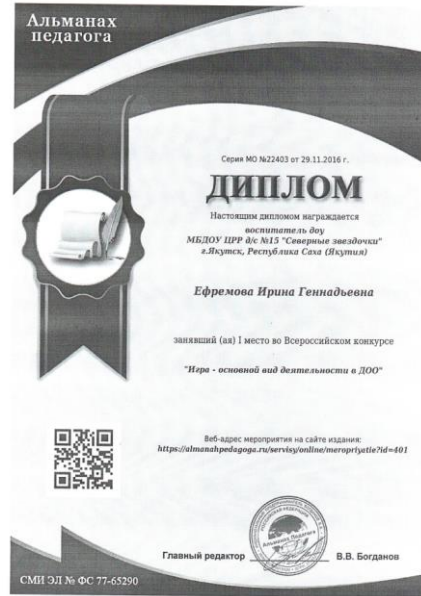 Альманах
педагога
Серия МО №22403 от 29.11.2016 г.
ДИПЛОМ
Настоящим дипломом награждается
воспитатель доу
МБДОУ ЦРР д/с №15 "Северные звездочки"
г.Якутск, Республика Саха (Якутия)
Ефремова Ирина Геннадьевна
занявший (ая) I место во Всероссийском конкурсе
"Игра - основной вид деятельности в ДОО"
Веб-адрес мероприятия на сайте издания:
https://almanahpedagoga.ru/servisy/online/meropriyatie?id=401
Альманах Педагога
Главный редактор В.В. Богданов
СМИ ЭЛ № ФС 77-65290